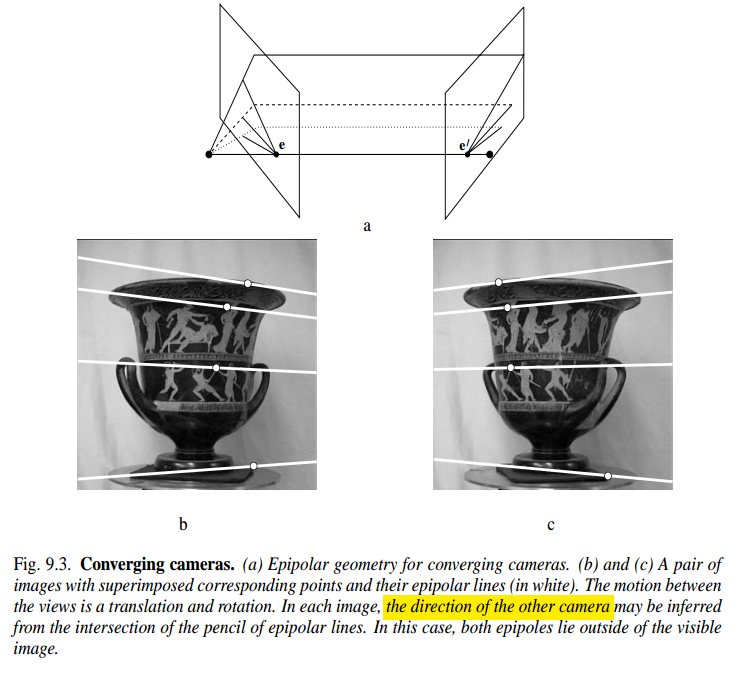 e
e′
a
b
c
Fig. 9.3. Converging cameras. (a) Epipolar geometry for converging cameras. (b) and (c) A pair of
images with superimposed corresponding points and their epipolar lines (in white). The motion between
the views is a translation and rotation. In each image, the direction of the other camera may be inferred
from the intersection of the pencil of epipolar lines. In this case, both epipoles lie outside of the visible
image.